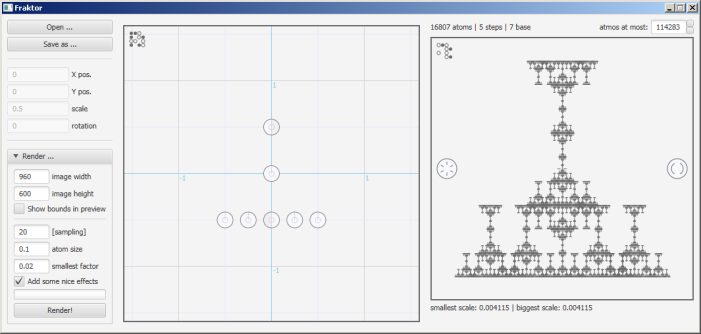 Fraktor
Open ...
Save as ...
0 X pos.
0 Y pos.
0.5 scale
0 rotation
Render ...
960 image width
600 image height
Show bounds in preview
20 [sampling]
0.1 atom size
0.02 smallest factor
Add some nice effects
Render!
1
-1
1
-1
16807 atoms | 5 steps | 7 base
atmos at most: 114283
smallest scale: 0.004115 | biggest scale: 0.004115